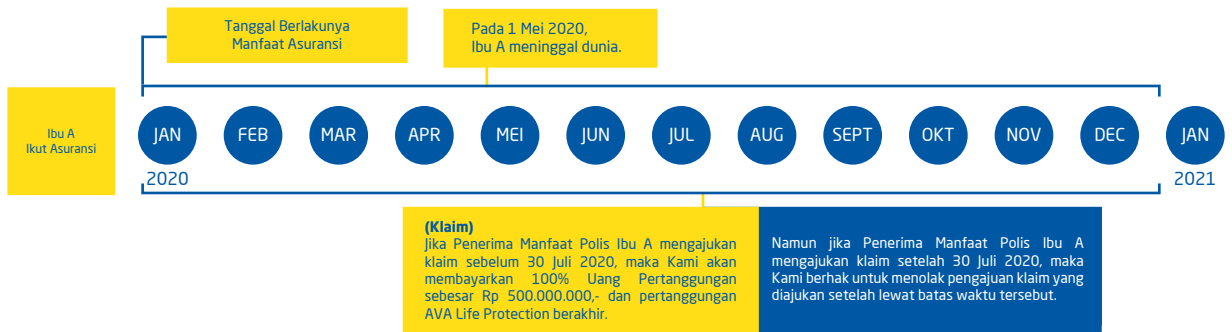 Tanggal Berlakunya
Manfaat Asuransi
Pada 1 Mei 2020,
Ibu A meninggal dunia.
Ibu A
Ikut Asuransi
JAN
FEB
MAR
APR
MEI
JUN
JUL
AUG
SEPT
OKT
NOV
DEC
JAN
2020
2021
(Klaim)
Jika Penerima Manfaat Polis Ibu A mengajukan
klaim sebelum 30 Juli 2020, maka Kami akan
membayarkan 100% Uang Pertanggungan
sebesar Rp 500.000.000,- dan pertanggungan
AVA Life Protection berakhir.
Namun jika Penerima Manfaat Polis Ibu A
mengajukan klaim setelah 30 Juli 2020, maka
Kami berhak untuk menolak pengajuan klaim yang
diajukan setelah lewat batas waktu tersebut.